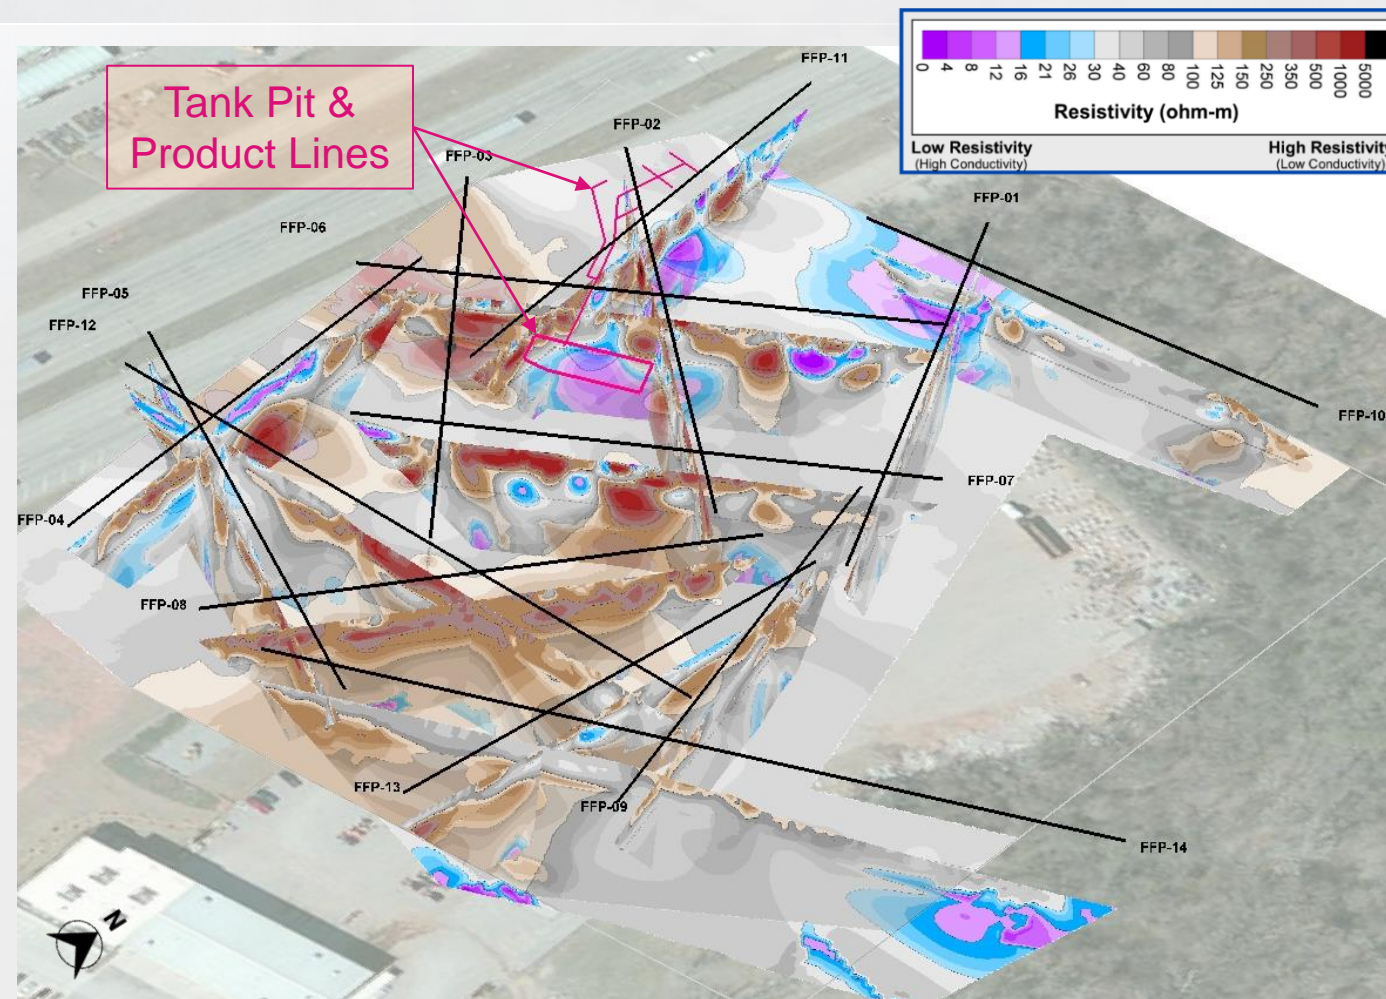 Tank Pit &
Product Lines
FFP-11
FFP-02
FFP-03
FFP-06
FFP-01
FFP-05
FFP-12
FFP-10
FFP-07
FFP-04
FFP-08
FFP-13
FFP-09
FFP-14
N
0 4 8 12 16 21 26 30 40 60 80 100 125 150 250 350 500 1000 5000
Resistivity (ohm-m)
Low Resistivity
(High Conductivity)
High Resistivity
(Low Conductivity)